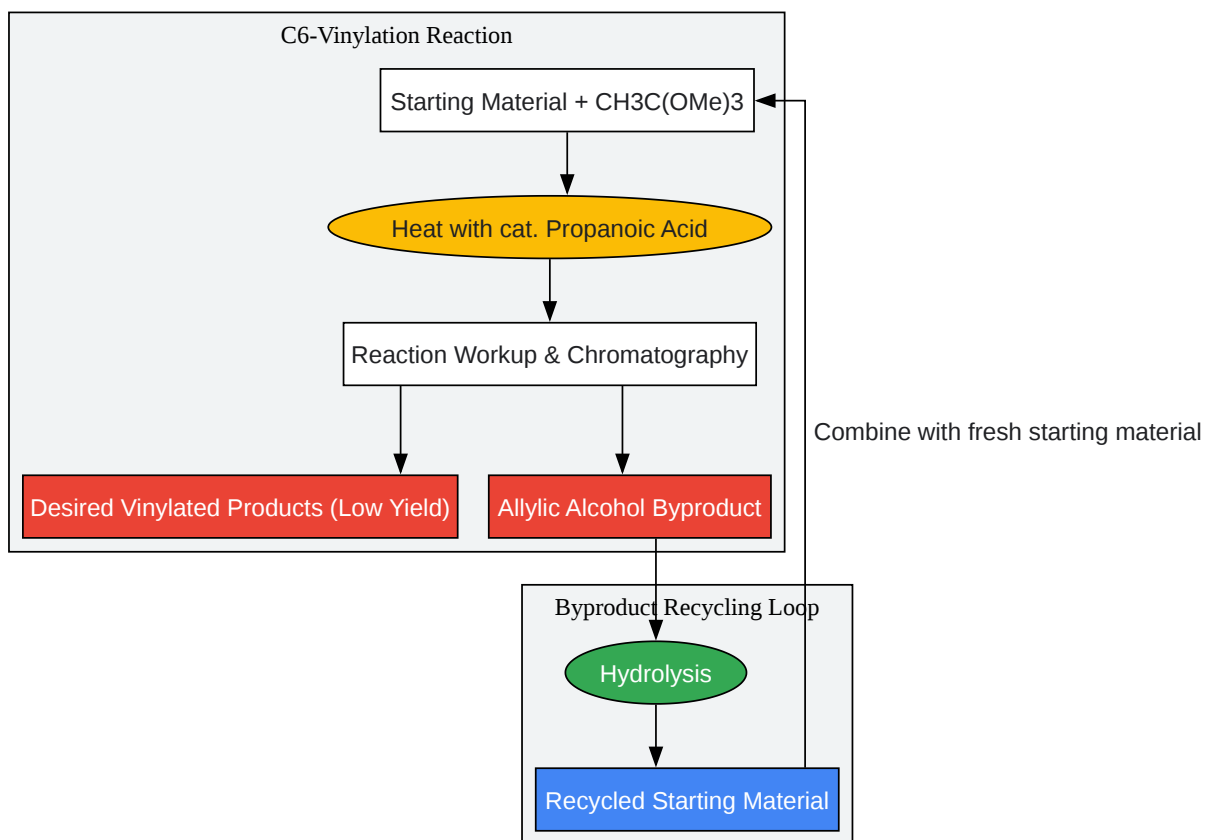 C6-Vinylation Reaction
Starting Material + CH3C(OMe)3
Heat with cat. Propanoic Acid
Reaction Workup & Chromatography
Combine with fresh starting material
Desired Vinylated Products (Low Yield)
Allylic Alcohol Byproduct
Byproduct Recycling Loop
Hydrolysis
Recycled Starting Material